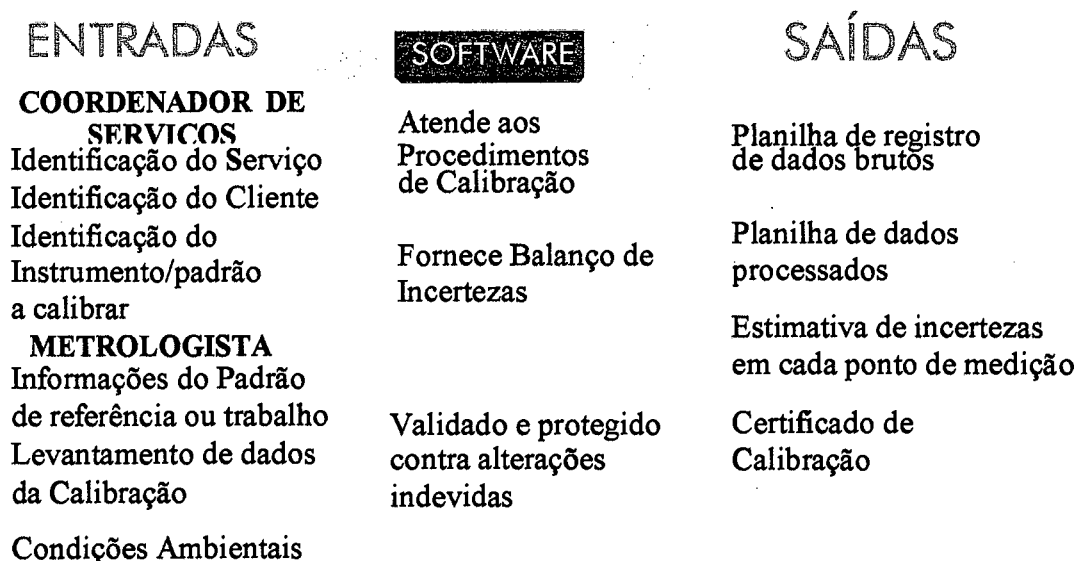 ENTRADAS
COORDENADOR DE
SERVIÇOS
Identificação do Serviço
Identificação do Cliente
Identificação do
Instrumento/padrão
a calibrar
METROLOGISTA
Informações do Padrão
de referência ou trabalho
Levantamento de dados
da Calibração
Condições Ambientais
SOFTWARE
Atende aos
Procedimentos
de Calibração
Fornece Balanço de
Incertezas
Validado e protegido
contra alterações
indevidas
SAÍDAS
Planilha de registro
de dados brutos
Planilha de dados
processados
Estimativa de incertezas
em cada ponto de medição
Certificado de
Calibração